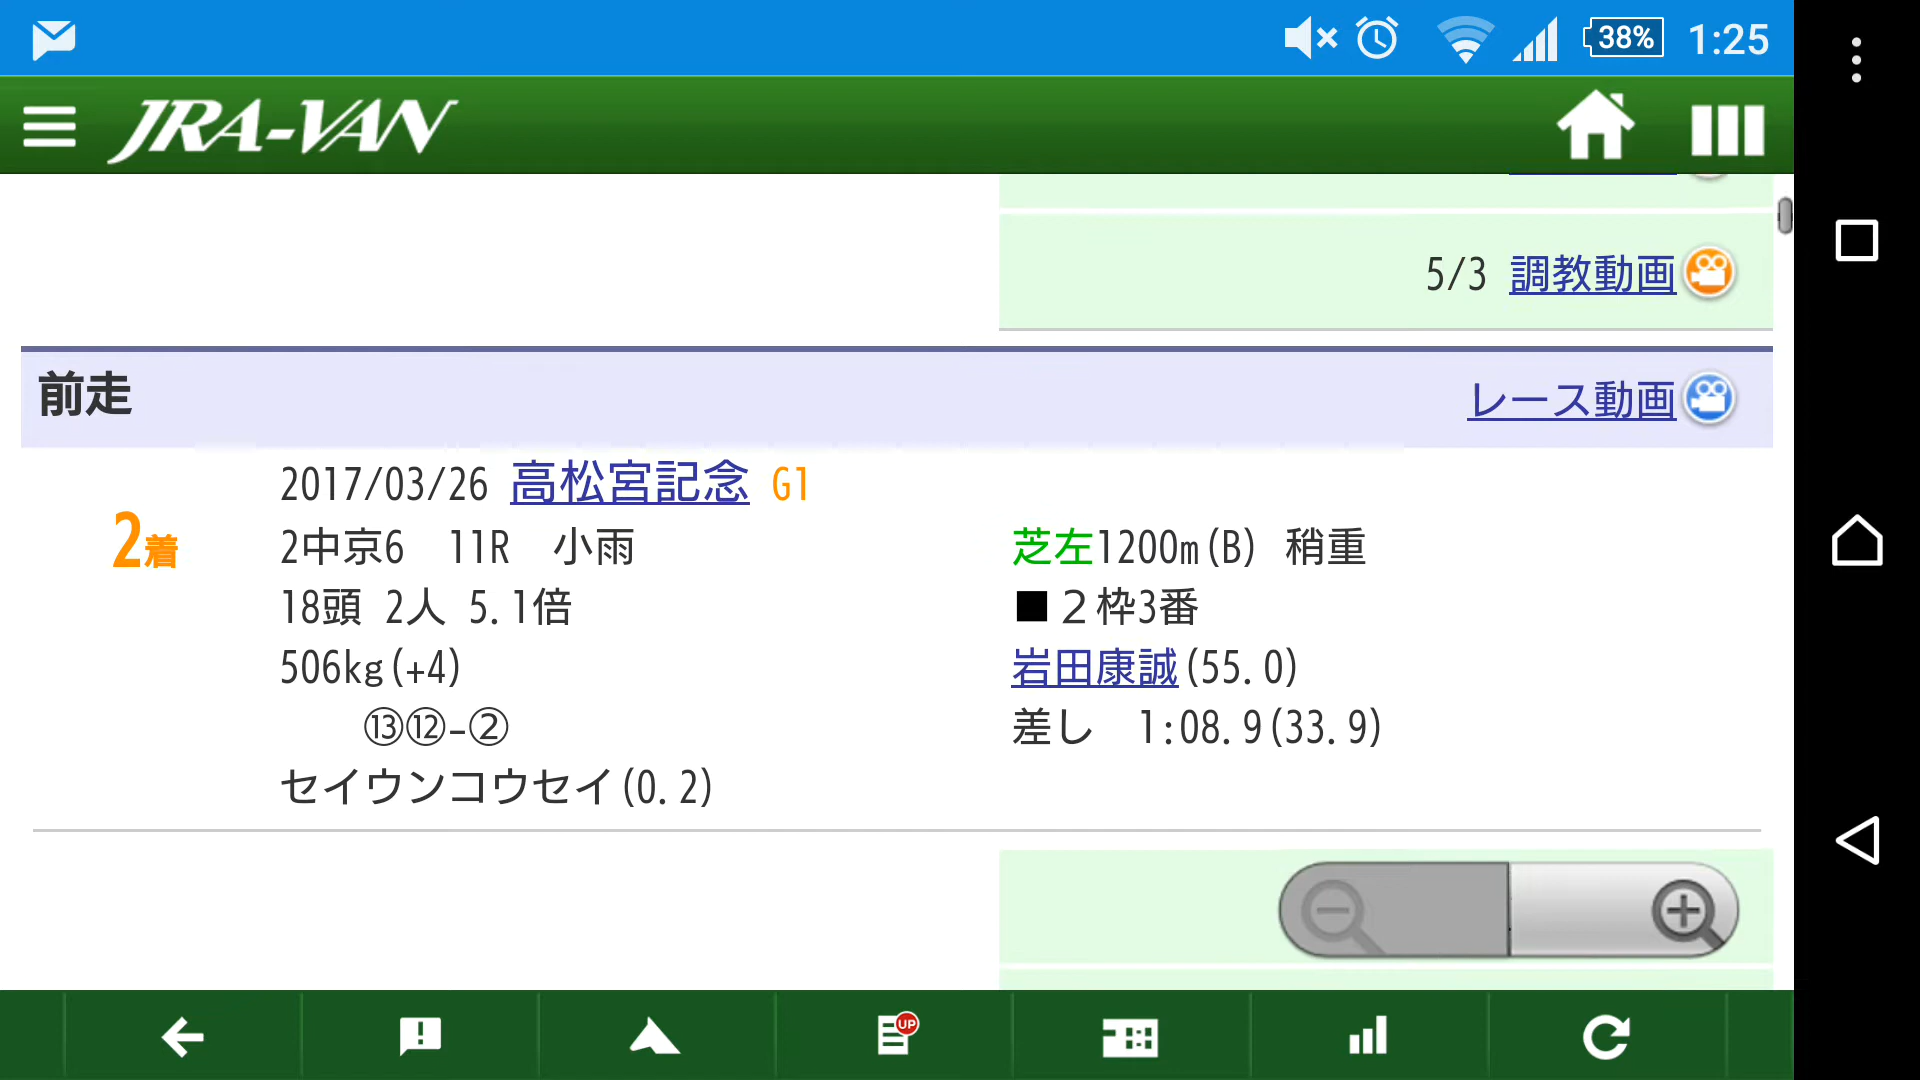 38% 1:25
JRA-VAN
5/3 調教動画
前走
レース動画
2017/03/26 高松宮記念 G1
2着
2中京6 11R 小雨
芝左1200m(B) 稍重
18頭 2人 5.1倍
■2枠3番
506kg(+4)
岩田康誠(55.0)
⑬⑫-②
差し 1:08.9(33.9)
セイウンコウセイ(0.2)
UP